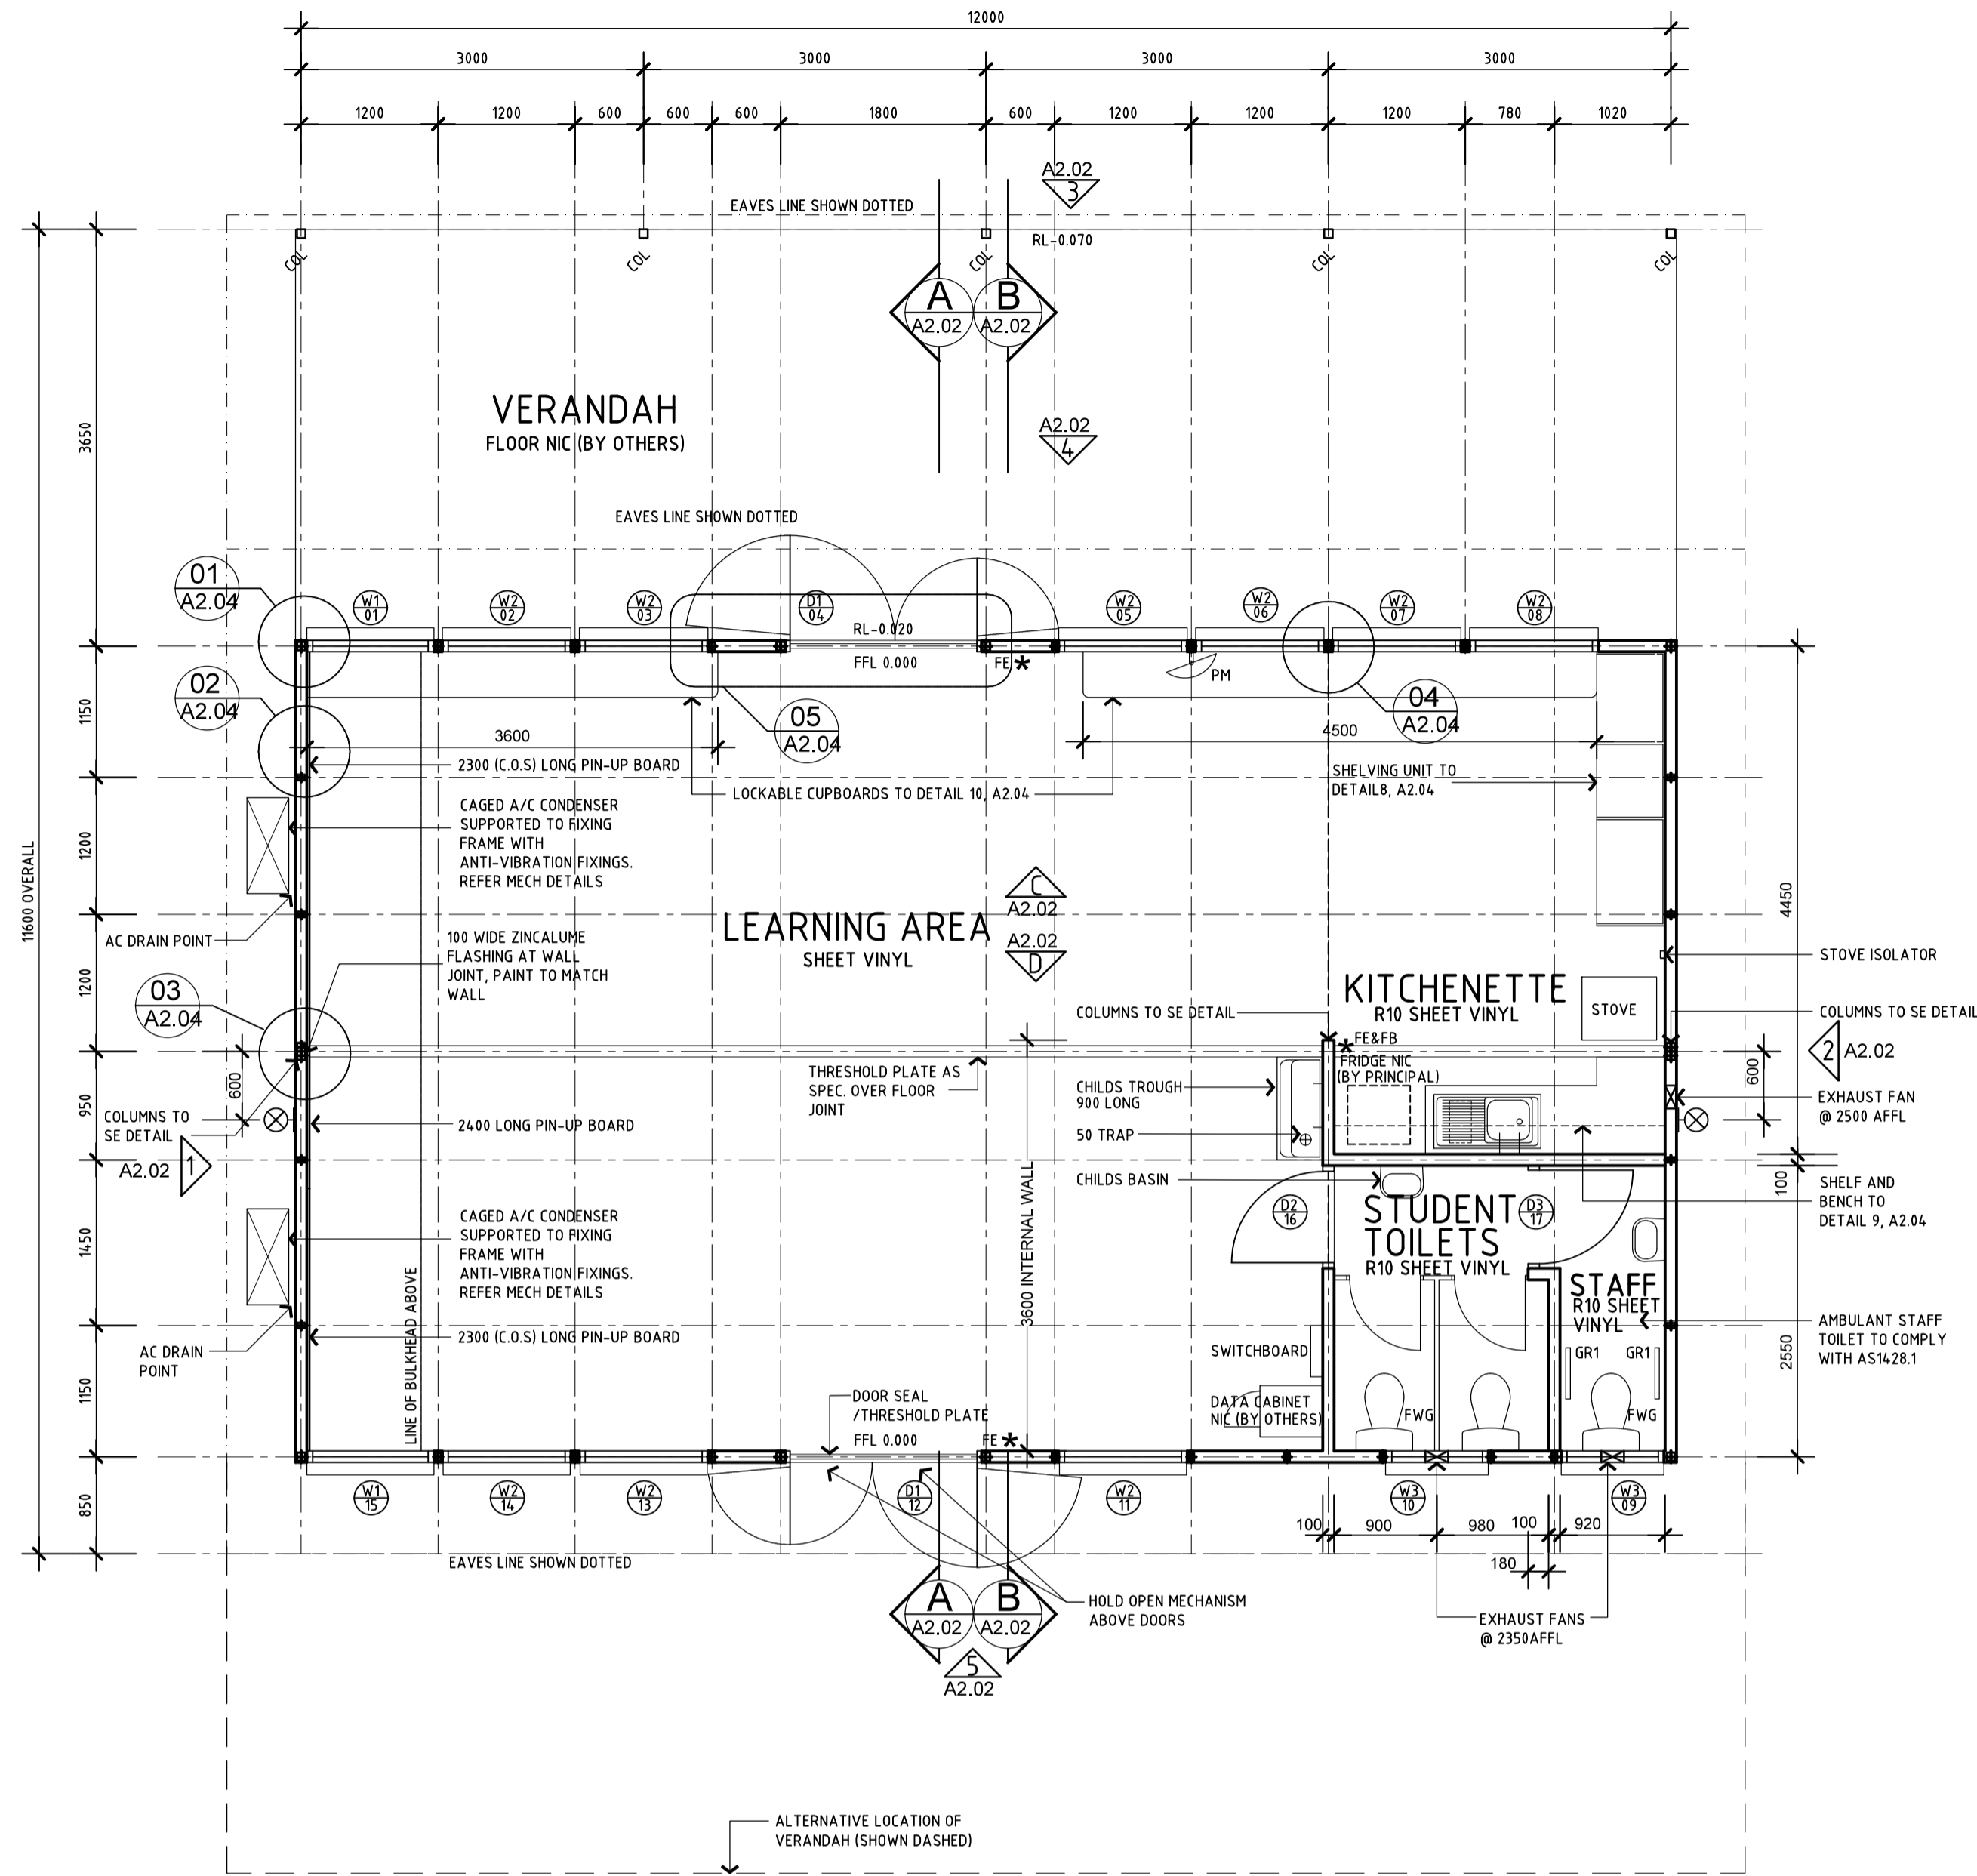 12000
3000 3000 3000 3000
1200 1200 600 600 600 1800 600 1200 1200 1200 780 1020
A2.02
3
EAVES LINE SHOWN DOTTED
RL-0.070
COL COL COL COL COL
A B
A2.02 A2.02
VERANDAH
FLOOR NIC (BY OTHERS)
A2.02
4
3650
EAVES LINE SHOWN DOTTED
01
A2.04
W1
01
W2
02
W2
03
D1
04
W2
05
W2
06
W2
07
W2
08
RL-0.020
FFL 0.000
FE *
PM
02
A2.04
1150
05
A2.04
04
A2.04
3600
4500
2300 (C.O.S) LONG PIN-UP BOARD
LOCKABLE CUPBOARDS TO DETAIL 10, A2.04
SHELVING UNIT TO
DETAIL8, A2.04
CAGED A/C CONDENSER
SUPPORTED TO FIXING
FRAME WITH
ANTI-VIBRATION FIXINGS.
REFER MECH DETAILS
1200
11600 OVERALL
4450
C
A2.02
A2.02
D
LEARNING AREA
SHEET VINYL
AC DRAIN POINT
100 WIDE ZINCALUME
FLASHING AT WALL
JOINT, PAINT TO MATCH
WALL
1200
03
A2.04
STOVE ISOLATOR
KITCHENETTE
R10 SHEET VINYL
STOVE
COLUMNS TO SE DETAIL
COLUMNS TO SE DETAIL
2
A2.02
* FE&FB
FRIDGE NIC
(BY PRINCIPAL)
600
600
950
THRESHOLD PLATE AS
SPEC. OVER FLOOR
JOINT
CHILDS TROUGH
900 LONG
EXHAUST FAN
@ 2500 AFFL
COLUMNS TO
SE DETAIL
2400 LONG PIN-UP BOARD
50 TRAP
A2.02
1
CHILDS BASIN
100
SHELF AND
BENCH TO
DETAIL 9, A2.04
3600 INTERNAL WALL
D2
16
D3
17
STUDENT
TOILETS
R10 SHEET VINYL
1450
CAGED A/C CONDENSER
SUPPORTED TO FIXING
FRAME WITH
ANTI-VIBRATION FIXINGS.
REFER MECH DETAILS
STAFF
R10 SHEET
VINYL
AMBULANT STAFF
TOILET TO COMPLY
WITH AS1428.1
LINE OF BULKHEAD ABOVE
2300 (C.O.S) LONG PIN-UP BOARD
AC DRAIN
POINT
SWITCHBOARD
GR1 GR1
2550
1150
DOOR SEAL
/THRESHOLD PLATE
DATA CABINET
NIC (BY OTHERS)
FWG
FWG
FFL 0.000
FE *
850
W1
15
W2
14
W2
13
D1
12
W2
11
W3
10
W3
09
100 900 980 100 920
180
EAVES LINE SHOWN DOTTED
A B
A2.02 A2.02
5
A2.02
HOLD OPEN MECHANISM
ABOVE DOORS
EXHAUST FANS
@ 2350AFFL
ALTERNATIVE LOCATION OF
VERANDAH (SHOWN DASHED)